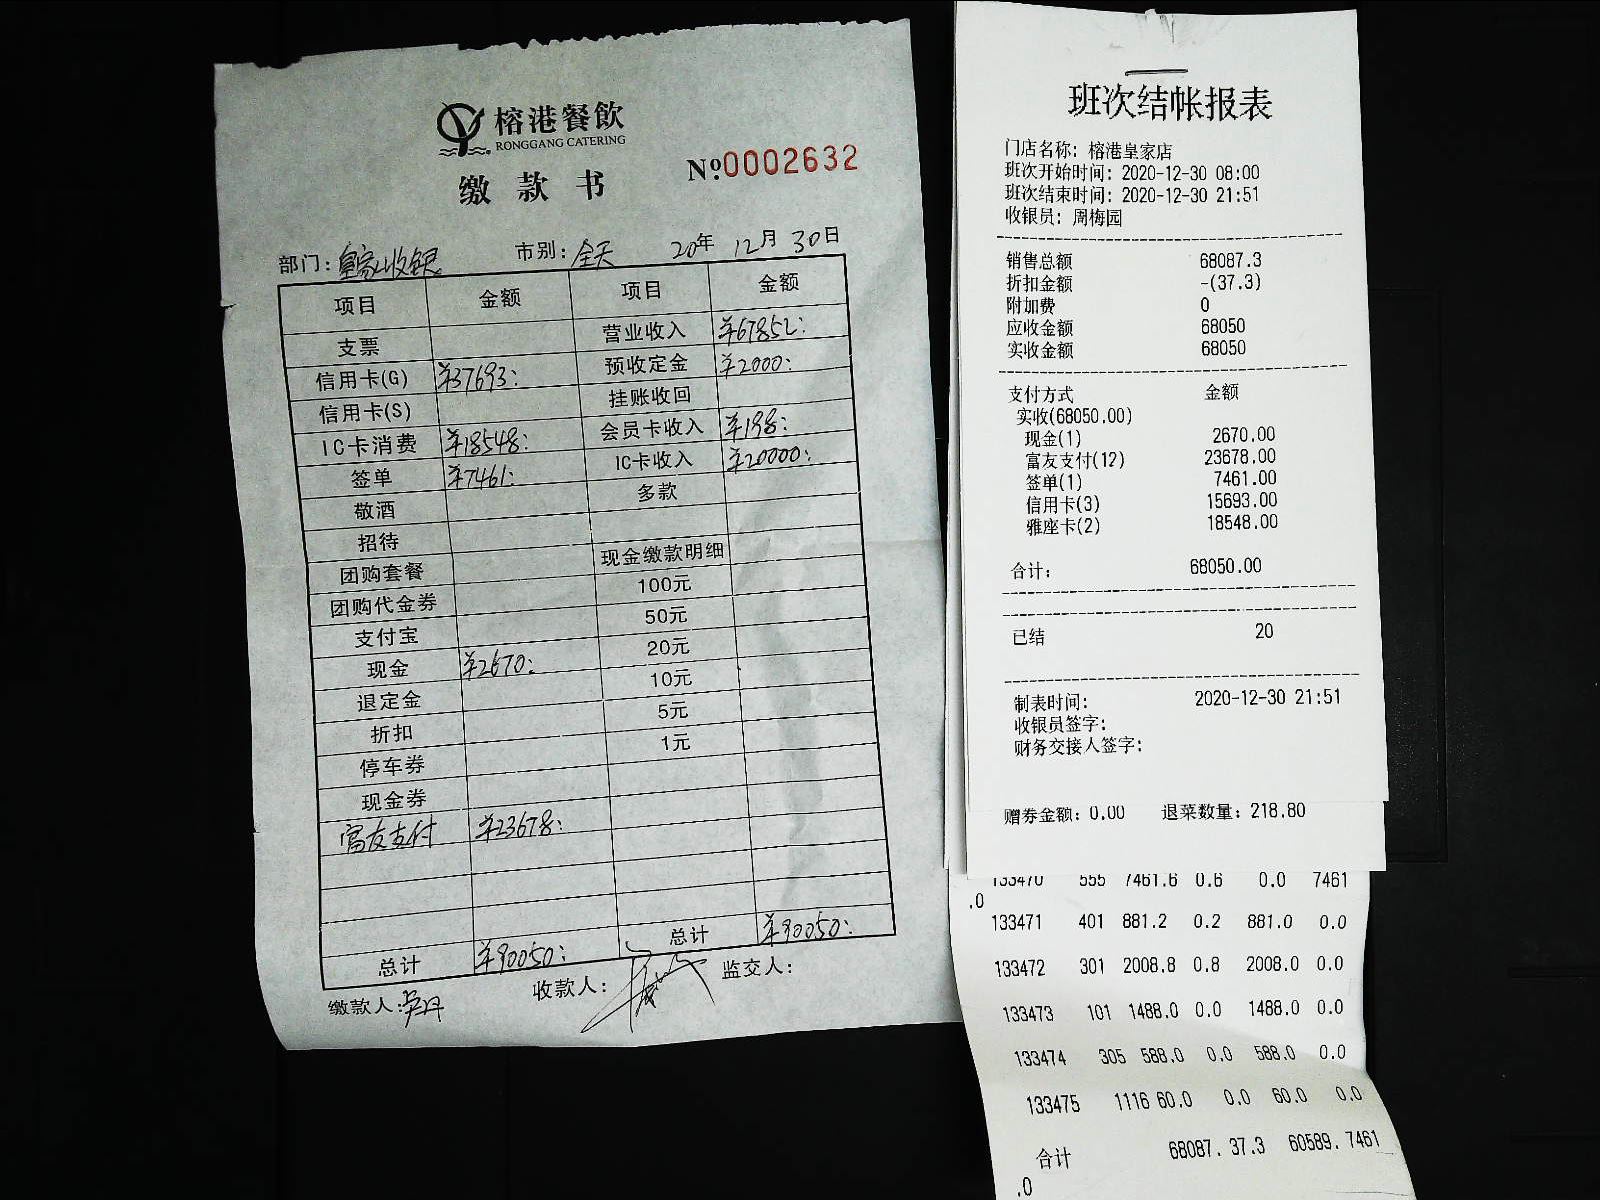 榕港餐飲
RONGGANG CATERING
缴款书
№:0002632
部门: 皇家收银 市别: 全天 20年 12月 30日
项目 金额 项目 金额
支票 营业收入 ¥67852:
信用卡(G) ¥37693: 预收定金 ¥2000:
信用卡(S) 挂账收回
IC卡消费 ¥18548: 会员卡收入 ¥198:
签单 ¥7461: IC卡收入 ¥20000:
敬酒 多款
招待
团购套餐 现金缴款明细
团购代金券 100元
支付宝 50元
现金 ¥2670: 20元
退定金 10元
折扣 5元
停车券 1元
现金券
富友支付 ¥23678:
总计 ¥90050: 总计 ¥90050:
缴款人: 收款人: 监交人:
班次结帐报表
门店名称: 榕港皇家店
班次开始时间: 2020-12-30 08:00
班次结束时间: 2020-12-30 21:51
收银员: 周梅园
销售总额 68087.3
折扣金额 -(37.3)
附加费 0
应收金额 68050
实收金额 68050
支付方式 金额
实收(68050.00)
现金(1) 2670.00
富友支付(12) 23678.00
签单(1) 7461.00
信用卡(3) 15693.00
雅座卡(2) 18548.00
合计: 68050.00
已结 20
制表时间: 2020-12-30 21:51
收银员签字:
财务交接人签字:
赠券金额: 0.00 退菜数量: 218.80
133470 555 7461.6 0.6 0.0 7461
.0
133471 401 881.2 0.2 881.0 0.0
133472 301 2008.8 0.8 2008.0 0.0
133473 101 1488.0 0.0 1488.0 0.0
133474 305 588.0 0.0 588.0 0.0
133475 1116 60.0 0.0 60.0 0.0
合计 68087. 37.3 60589. 7461
.0